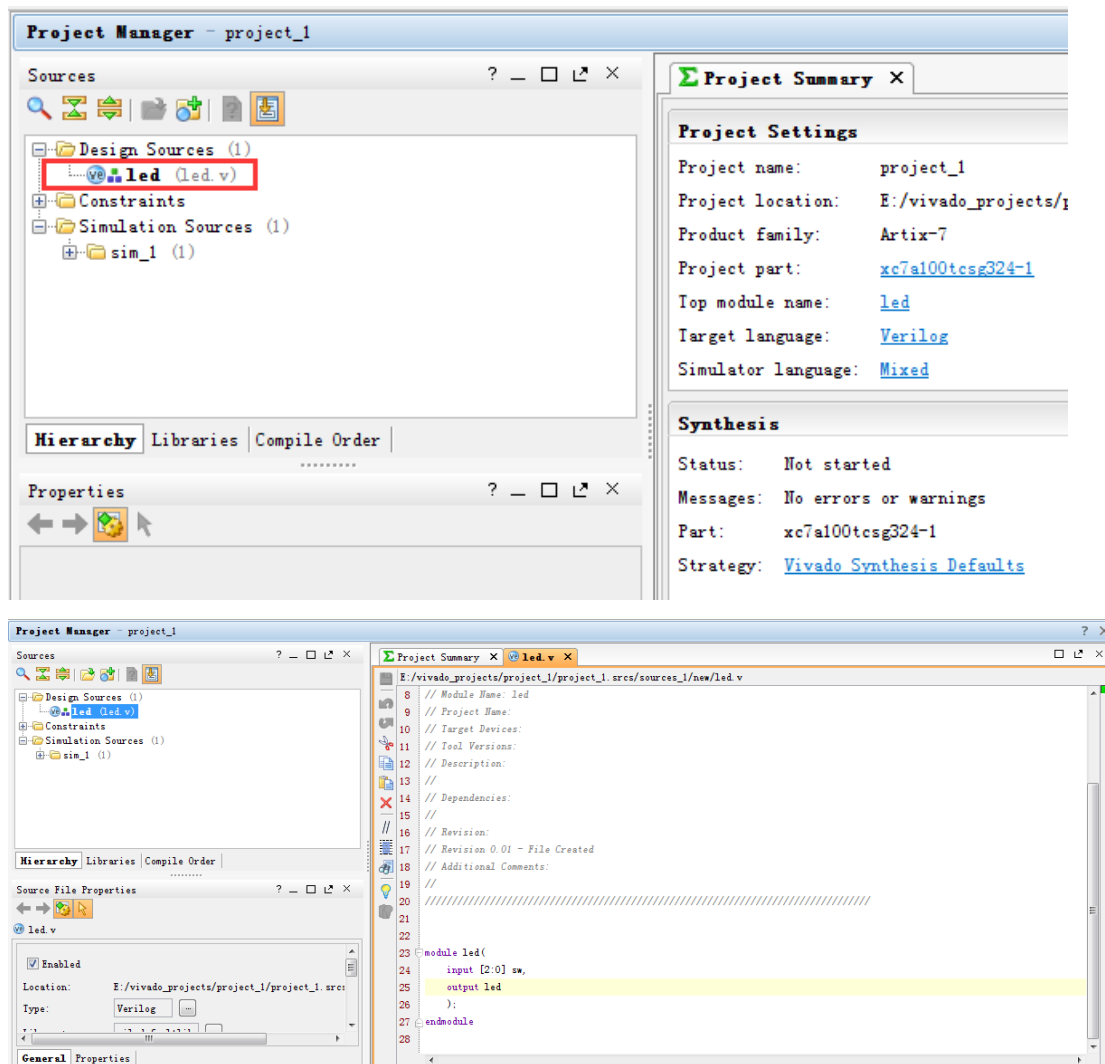 Project Manager - project_1
Sources
Design Sources (1)
led (led.v)
Constraints
Simulation Sources (1)
sim_1 (1)
Hierarchy Libraries Compile Order
Properties
Project Summary
Project Settings
Project name: project_1
Project location: E:/vivado_projects/
Product family: Artix-7
Project part: xc7a100tcsg324-1
Top module name: led
Target language: Verilog
Simulator language: Mixed
Synthesis
Status: Not started
Messages: No errors or warnings
Part: xc7a100tcsg324-1
Strategy: Vivado Synthesis Defaults
Project Manager - project_1
Sources
Design Sources (1)
led (led.v)
Constraints
Simulation Sources (1)
sim_1 (1)
Hierarchy Libraries Compile Order
Source File Properties
led.v
Enabled
Location: E:/vivado_projects/project_1/project_1.srcs
Type: Verilog
General Properties
Project Summary led.v
E:/vivado_projects/project_1/project_1.srcs/sources_1/new/led.v
8 // Module Name: led
9 // Project Name:
10 // Target Devices:
11 // Tool Versions:
12 // Description:
13 //
14 // Dependencies:
15 //
16 // Revision:
17 // Revision 0.01 - File Created
18 // Additional Comments:
19 //
20 //////////////////////////////////////////////////////////////////////////////////
21
22
23 module led(
24 input [2:0] sw,
25 output led
26 );
27 endmodule
28